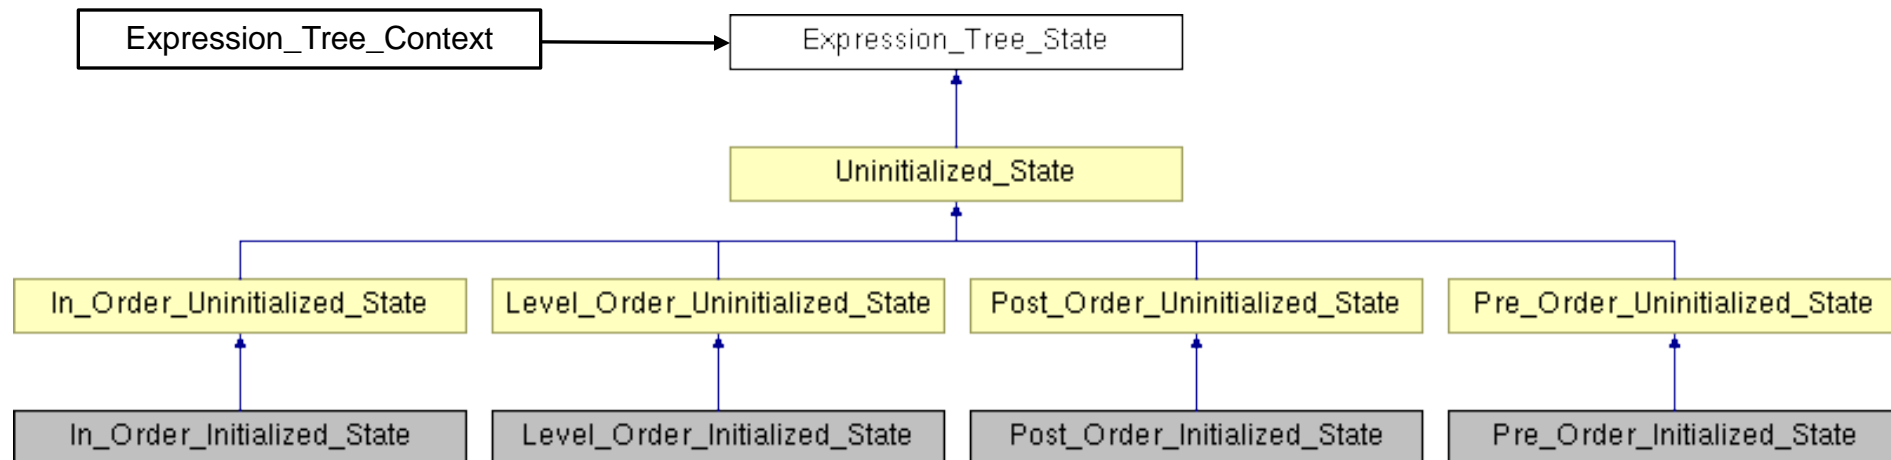 Expression_Tree_Context
Expression_Tree_State
Uninitialized_State
In_Order_Uninitialized_State
Level_Order_Uninitialized_State
Post_Order_Uninitialized_State
Pre_Order_Uninitialized_State
In_Order_Initialized_State
Level_Order_Initialized_State
Post_Order_Initialized_State
Pre_Order_Initialized_State